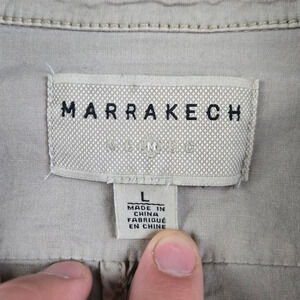 MARRAKECH
L
MADE IN
CHINA
FABRIQUÉ
EN CHINE